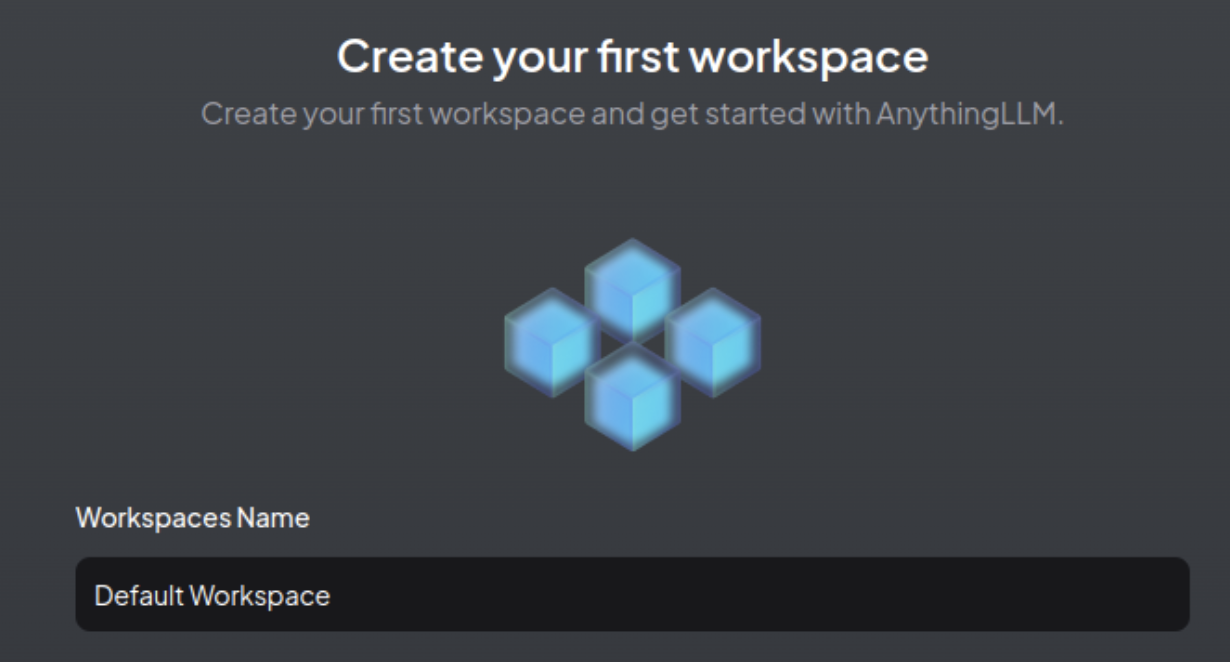 Create your first workspace
Create your first workspace and get started with AnythingLLM.
Workspaces Name
Default Workspace